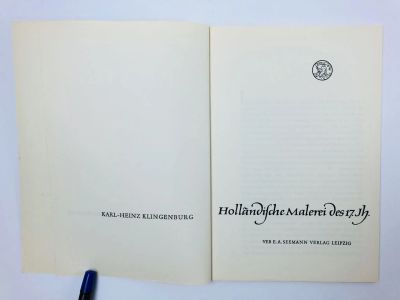 KARL-HEINZ KLINGENBURG
Holländische Malerei des 17. Jh.
VEB E. A. SEEMANN VERLAG LEIPZIG